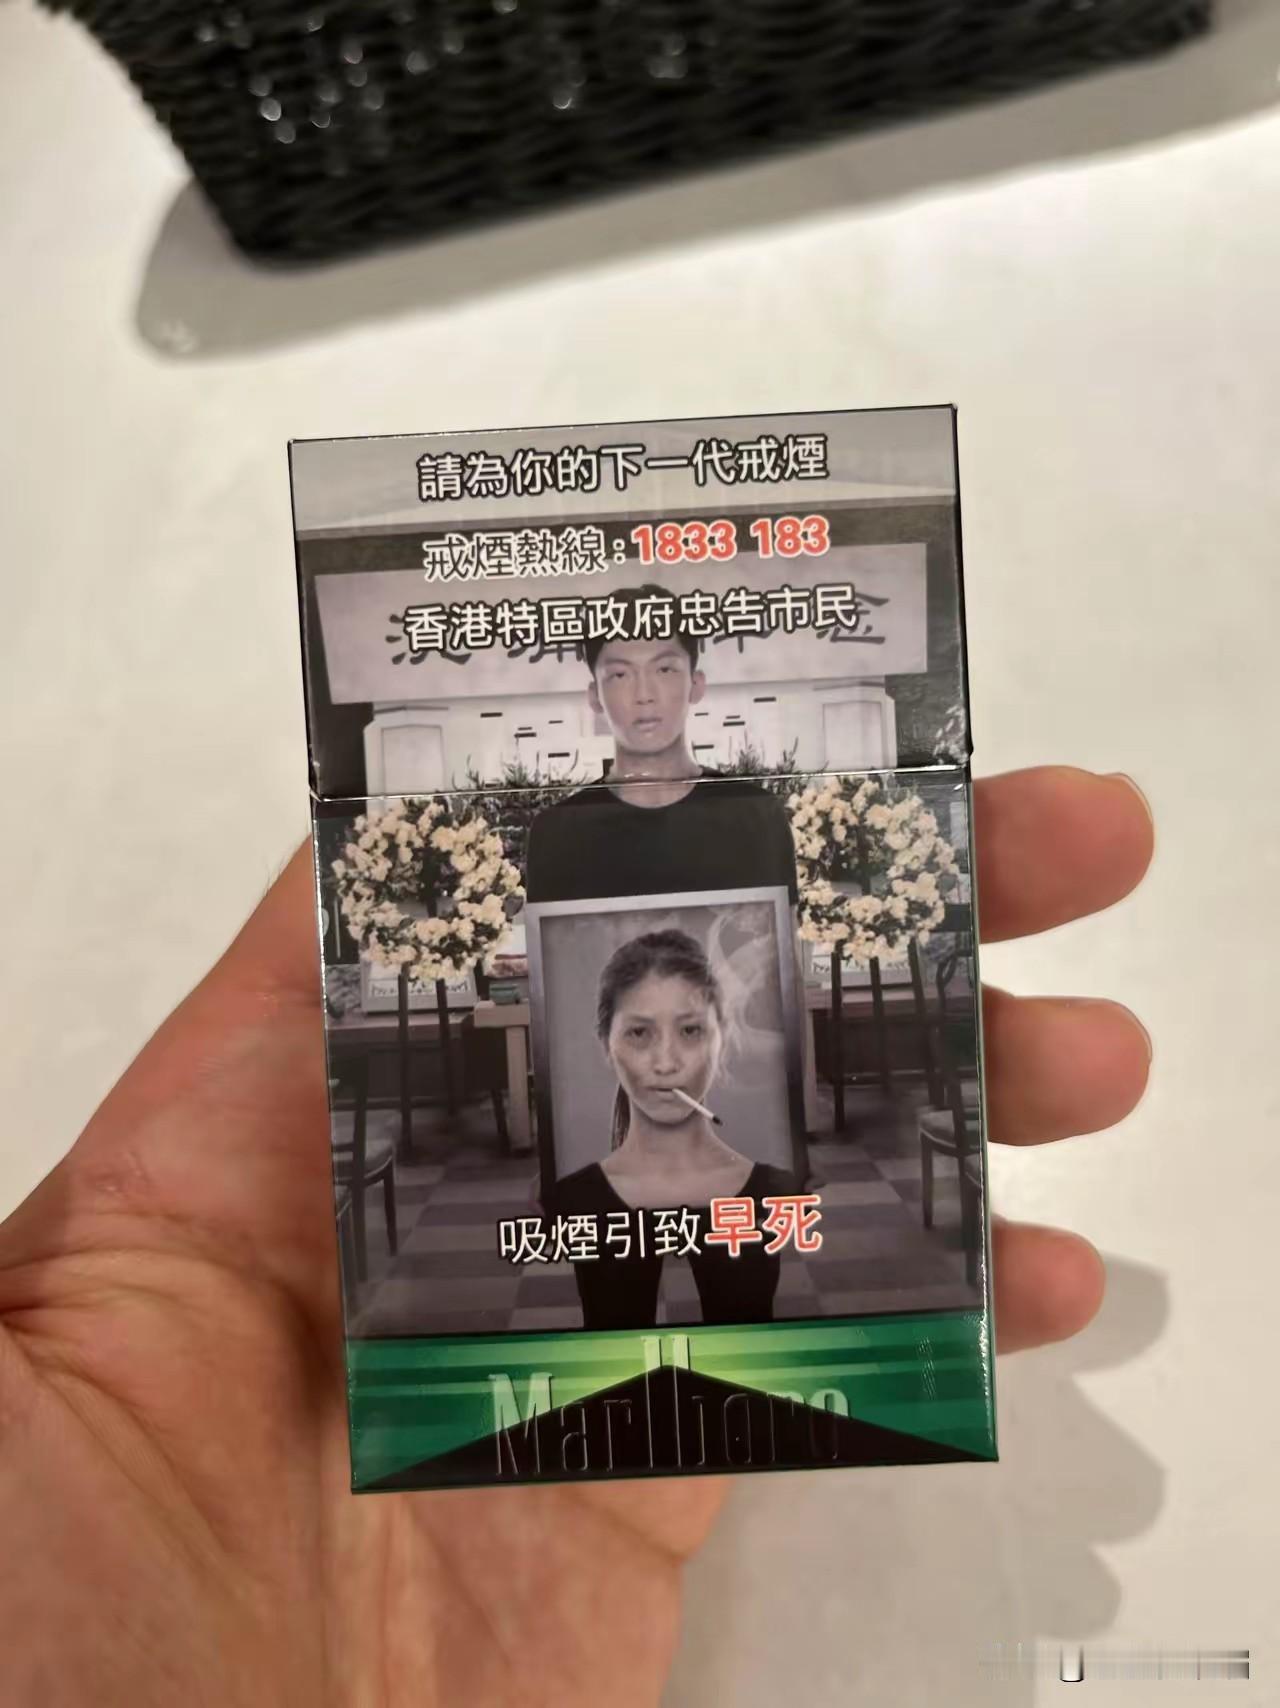 請為你的下一代戒煙
戒煙熱線:1833 183
香港特區政府忠告市民
吸煙引致早死
Marlboro